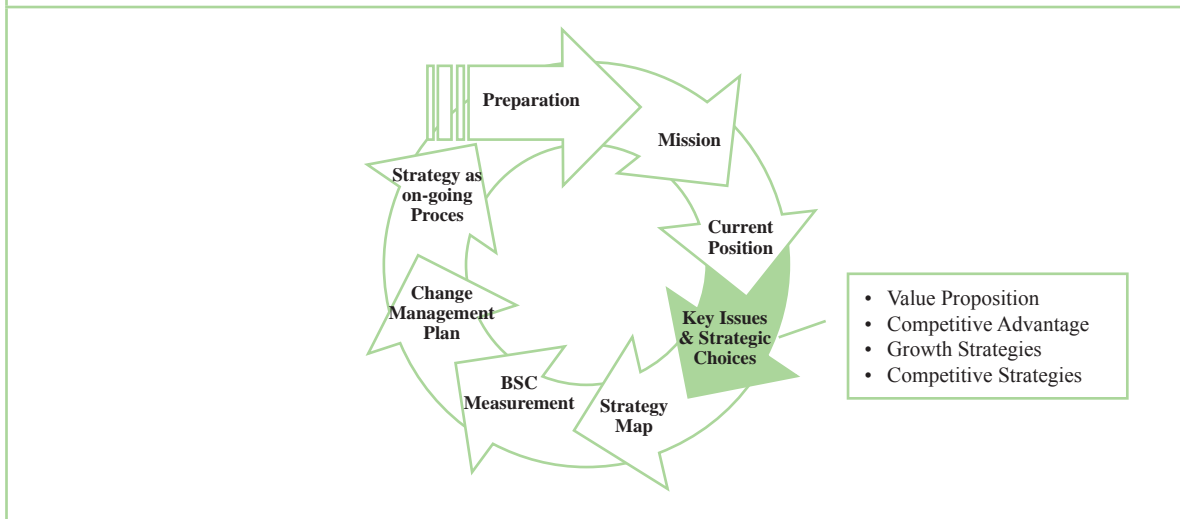 Preparation
Mission
Current
Position
Key Issues
& Strategic
Choices
• Value Proposition
• Competitive Advantage
• Growth Strategies
• Competitive Strategies
Strategy
Map
BSC
Measurement
Change
Management
Plan
Strategy as
on-going
Proces